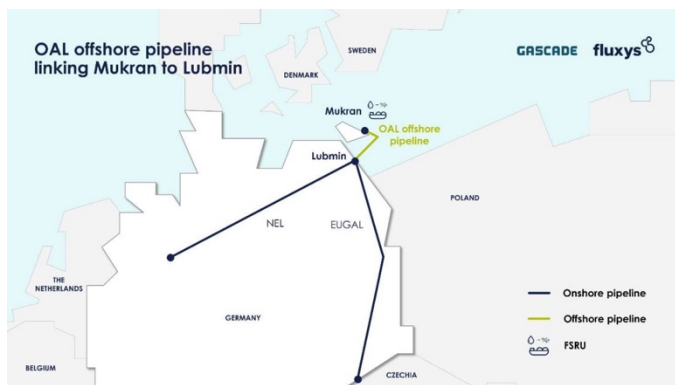 OAL offshore pipeline
linking Mukran to Lubmin
GASCADE fluxys
SWEDEN
DENMARK
Mukran
OAL offshore
pipeline
Lubmin
POLAND
NEL
EUGAL
THE
NETHERLANDS
Onshore pipeline
Offshore pipeline
GERMANY
FSRU
BELGIUM
CZECHIA